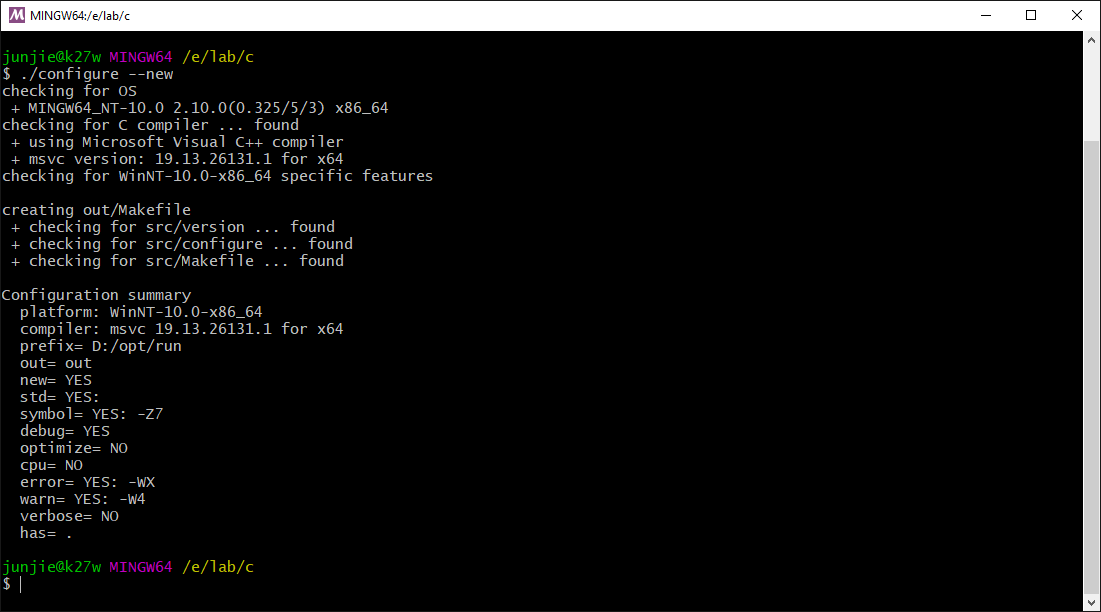 MINGW64:/e/lab/c
junjie@k27w MINGW64 /e/lab/c
$ ./configure --new
checking for OS
 + MINGW64_NT-10.0 2.10.0(0.325/5/3) x86_64
checking for C compiler ... found
 + using Microsoft Visual C++ compiler
 + msvc version: 19.13.26131.1 for x64
checking for WinNT-10.0-x86_64 specific features
creating out/Makefile
 + checking for src/version ... found
 + checking for src/configure ... found
 + checking for src/Makefile ... found
Configuration summary
  platform: WinNT-10.0-x86_64
  compiler: msvc 19.13.26131.1 for x64
  prefix= D:/opt/run
  out= out
  new= YES
  std= YES:
  symbol= YES: -Z7
  debug= YES
  optimize= NO
  cpu= NO
  error= YES: -WX
  warn= YES: -W4
  verbose= NO
  has= .
junjie@k27w MINGW64 /e/lab/c
$